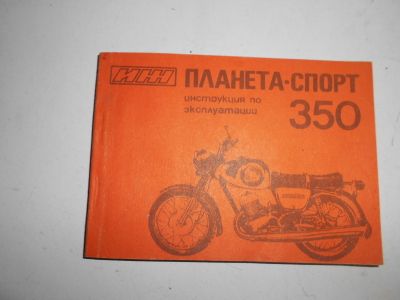 ИЖ ПЛАНЕТА-СПОРТ
инструкция по
эксплуатации 350